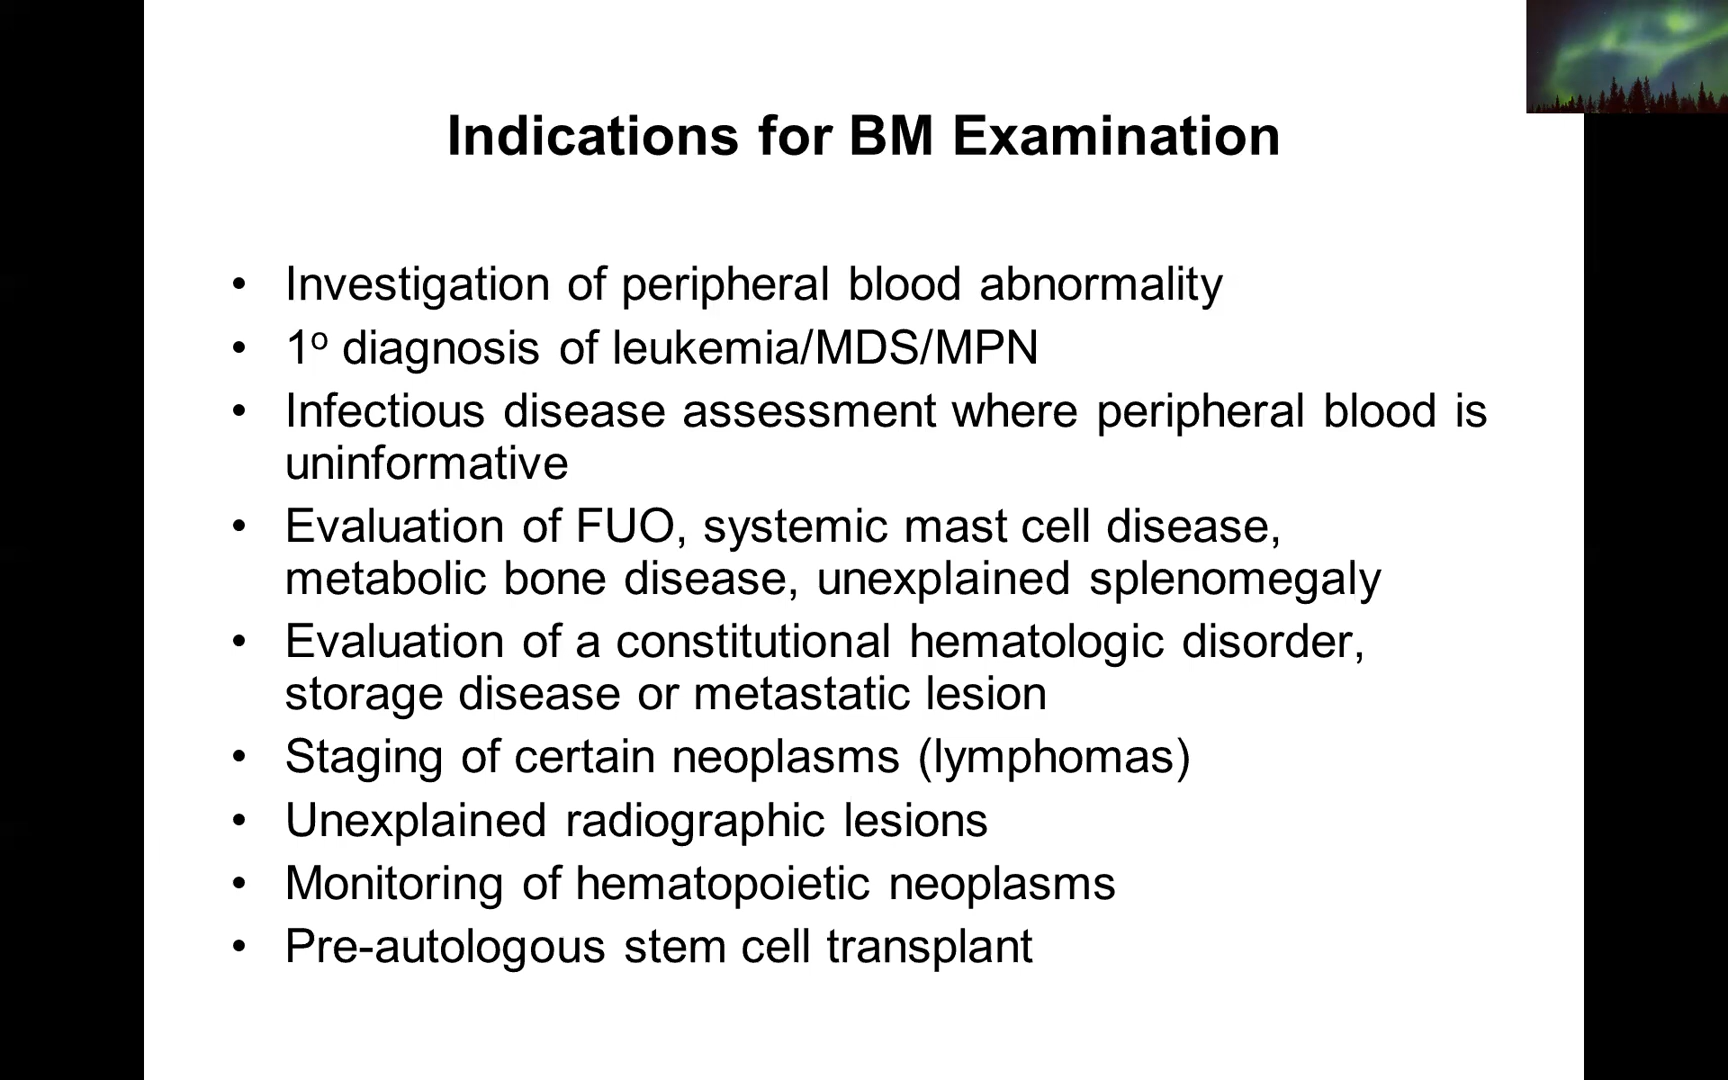 Indications for BM Examination
• Investigation of peripheral blood abnormality
• 1º diagnosis of leukemia/MDS/MPN
• Infectious disease assessment where peripheral blood is
uninformative
• Evaluation of FUO, systemic mast cell disease,
metabolic bone disease, unexplained splenomegaly
• Evaluation of a constitutional hematologic disorder,
storage disease or metastatic lesion
• Staging of certain neoplasms (lymphomas)
• Unexplained radiographic lesions
• Monitoring of hematopoietic neoplasms
• Pre-autologous stem cell transplant